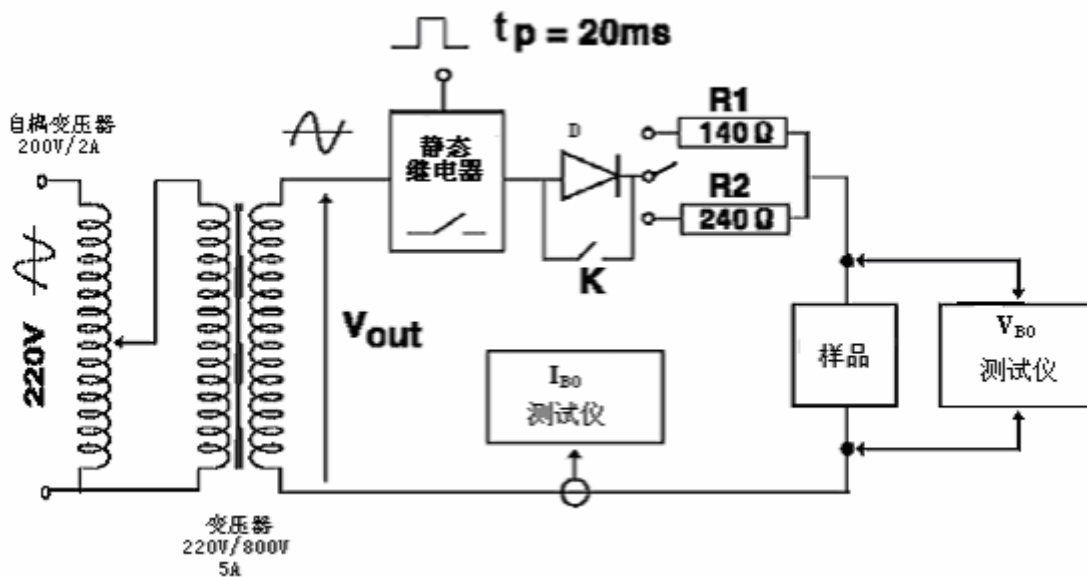 tp = 20ms
自耦变压器
200V/2A
静态
继电器
D
R1
140Ω
R2
240Ω
K
220V
Vout
IBO
测试仪
样品
VBO
测试仪
变压器
220V/800V
5A